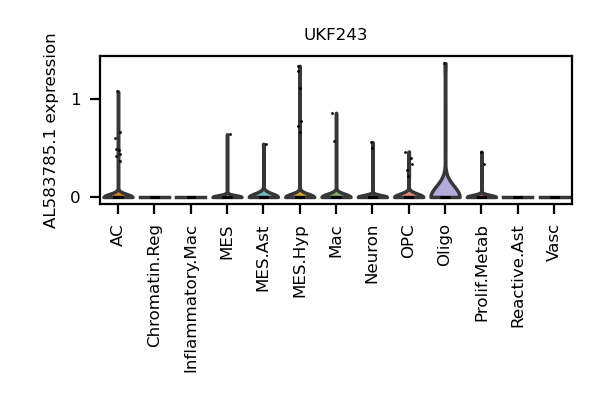 UKF243
AL583785.1 expression
1
0
AC
Chromatin.Reg
Inflammatory.Mac
MES
MES.Ast
MES.Hyp
Mac
Neuron
OPC
Oligo
Prolif.Metab
Reactive.Ast
Vasc